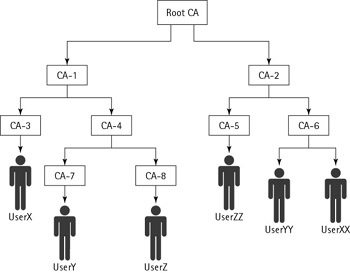 Root CA
CA-1
CA-2
CA-3
CA-4
CA-5
CA-6
UserX
CA-7
CA-8
UserZZ
UserYY
UserXX
UserY
UserZ